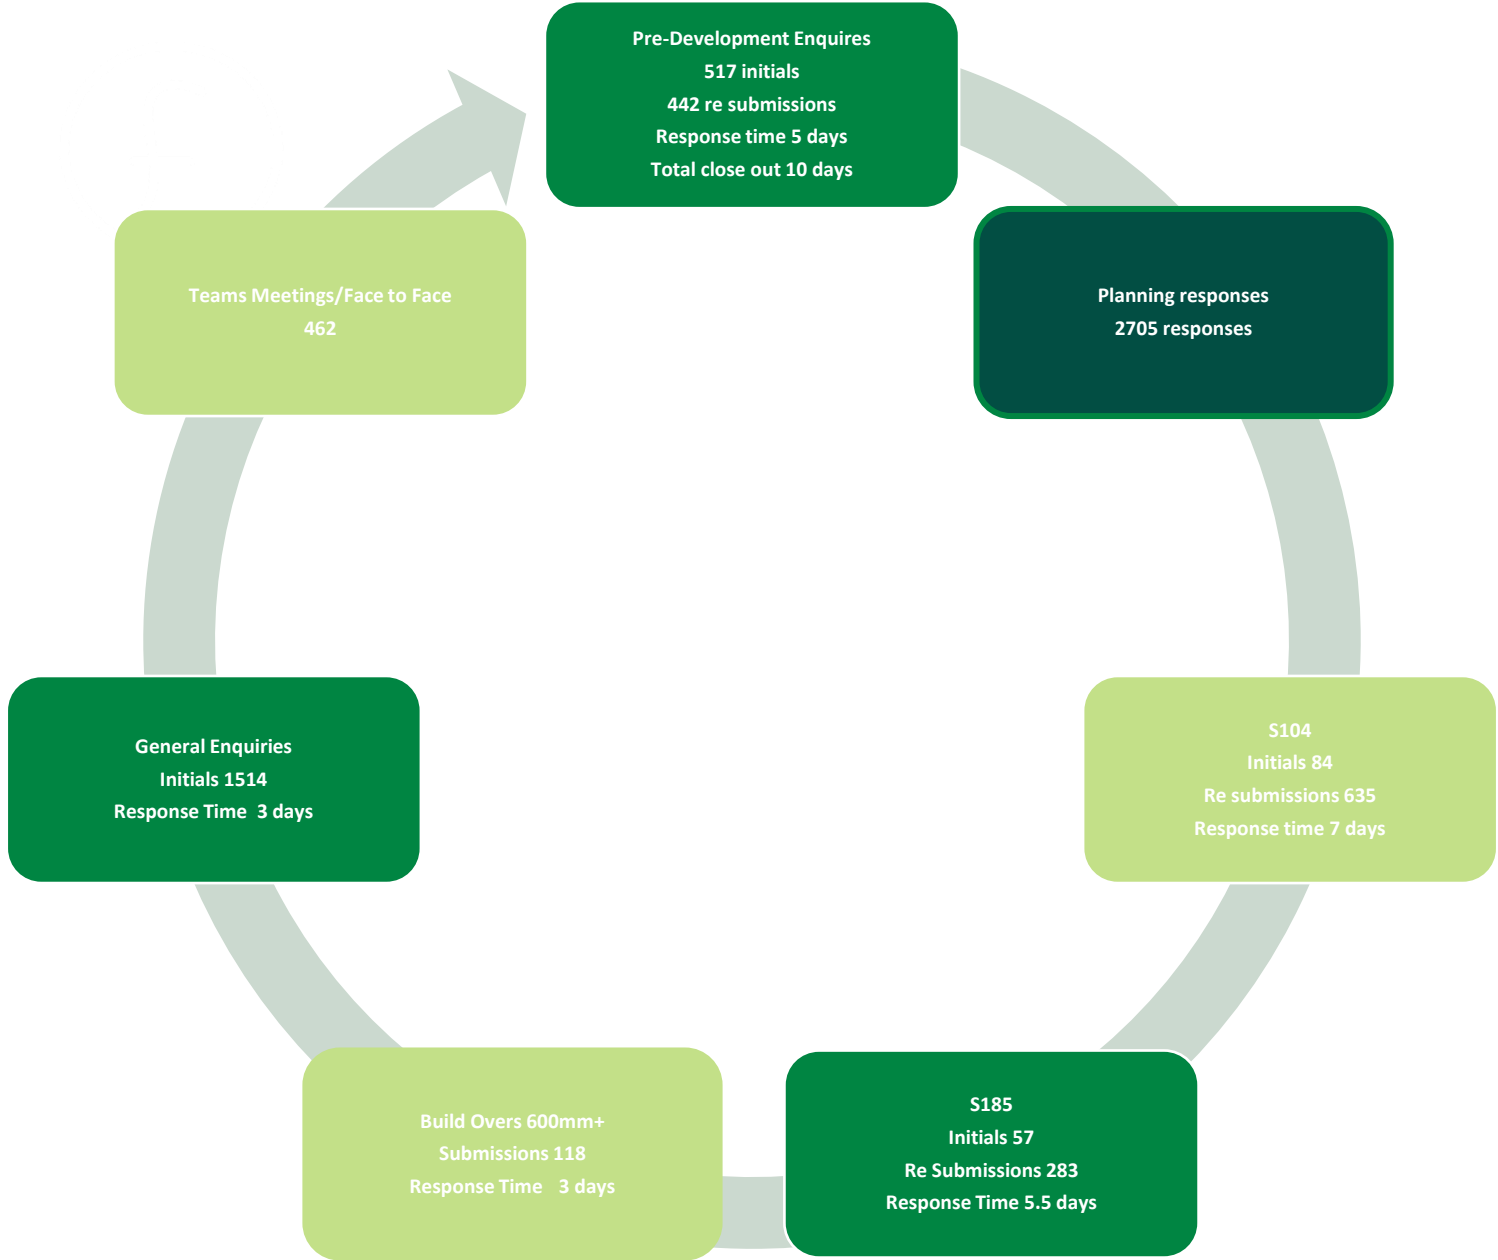 Pre-Development Enquires
517 initials
442 re submissions
Response time 5 days
Total close out 10 days
Planning responses
2705 responses
S104
Initials 84
Re submissions 635
Response time 7 days
S185
Initials 57
Re Submissions 283
Response Time 5.5 days
Build Overs 600mm+
Submissions 118
Response Time 3 days
General Enquiries
Initials 1514
Response Time 3 days
Teams Meetings/Face to Face
462